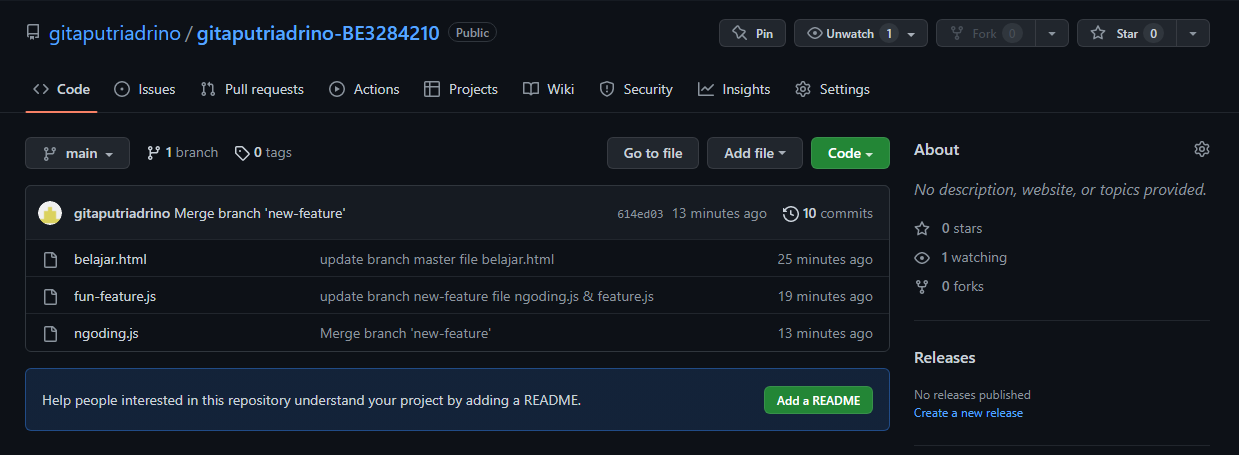 gitaputriadrino / gitaputriadrino-BE3284210 Public Pin Unwatch 1 Fork 0 Star 0
Code Issues Pull requests Actions Projects Wiki Security Insights Settings
main 1 branch 0 tags Go to file Add file Code
gitaputriadrino Merge branch 'new-feature' 614ed03 13 minutes ago 10 commits
belajar.html update branch master file belajar.html 25 minutes ago
fun-feature.js update branch new-feature file ngoding.js & feature.js 19 minutes ago
ngoding.js Merge branch 'new-feature' 13 minutes ago
Help people interested in this repository understand your project by adding a README. Add a README
About
No description, website, or topics provided.
0 stars
1 watching
0 forks
Releases
No releases published
Create a new release